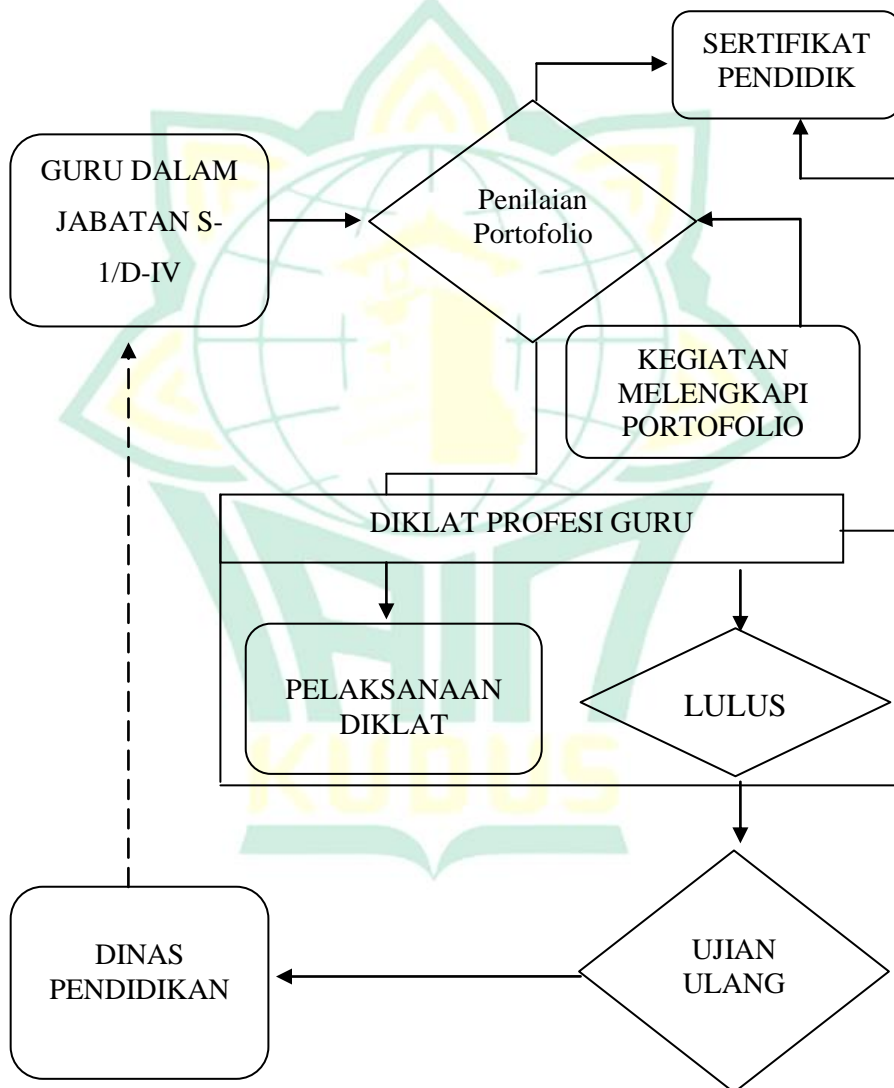 SERTIFIKAT
PENDIDIK
GURU DALAM
JABATAN S-
1/D-IV
Penilaian
Portofolio
KEGIATAN
MELENGKAPI
PORTOFOLIO
DIKLAT PROFESI GURU
PELAKSANAAN
DIKLAT
LULUS
KUDUS
DINAS
PENDIDIKAN
UJIAN
ULANG